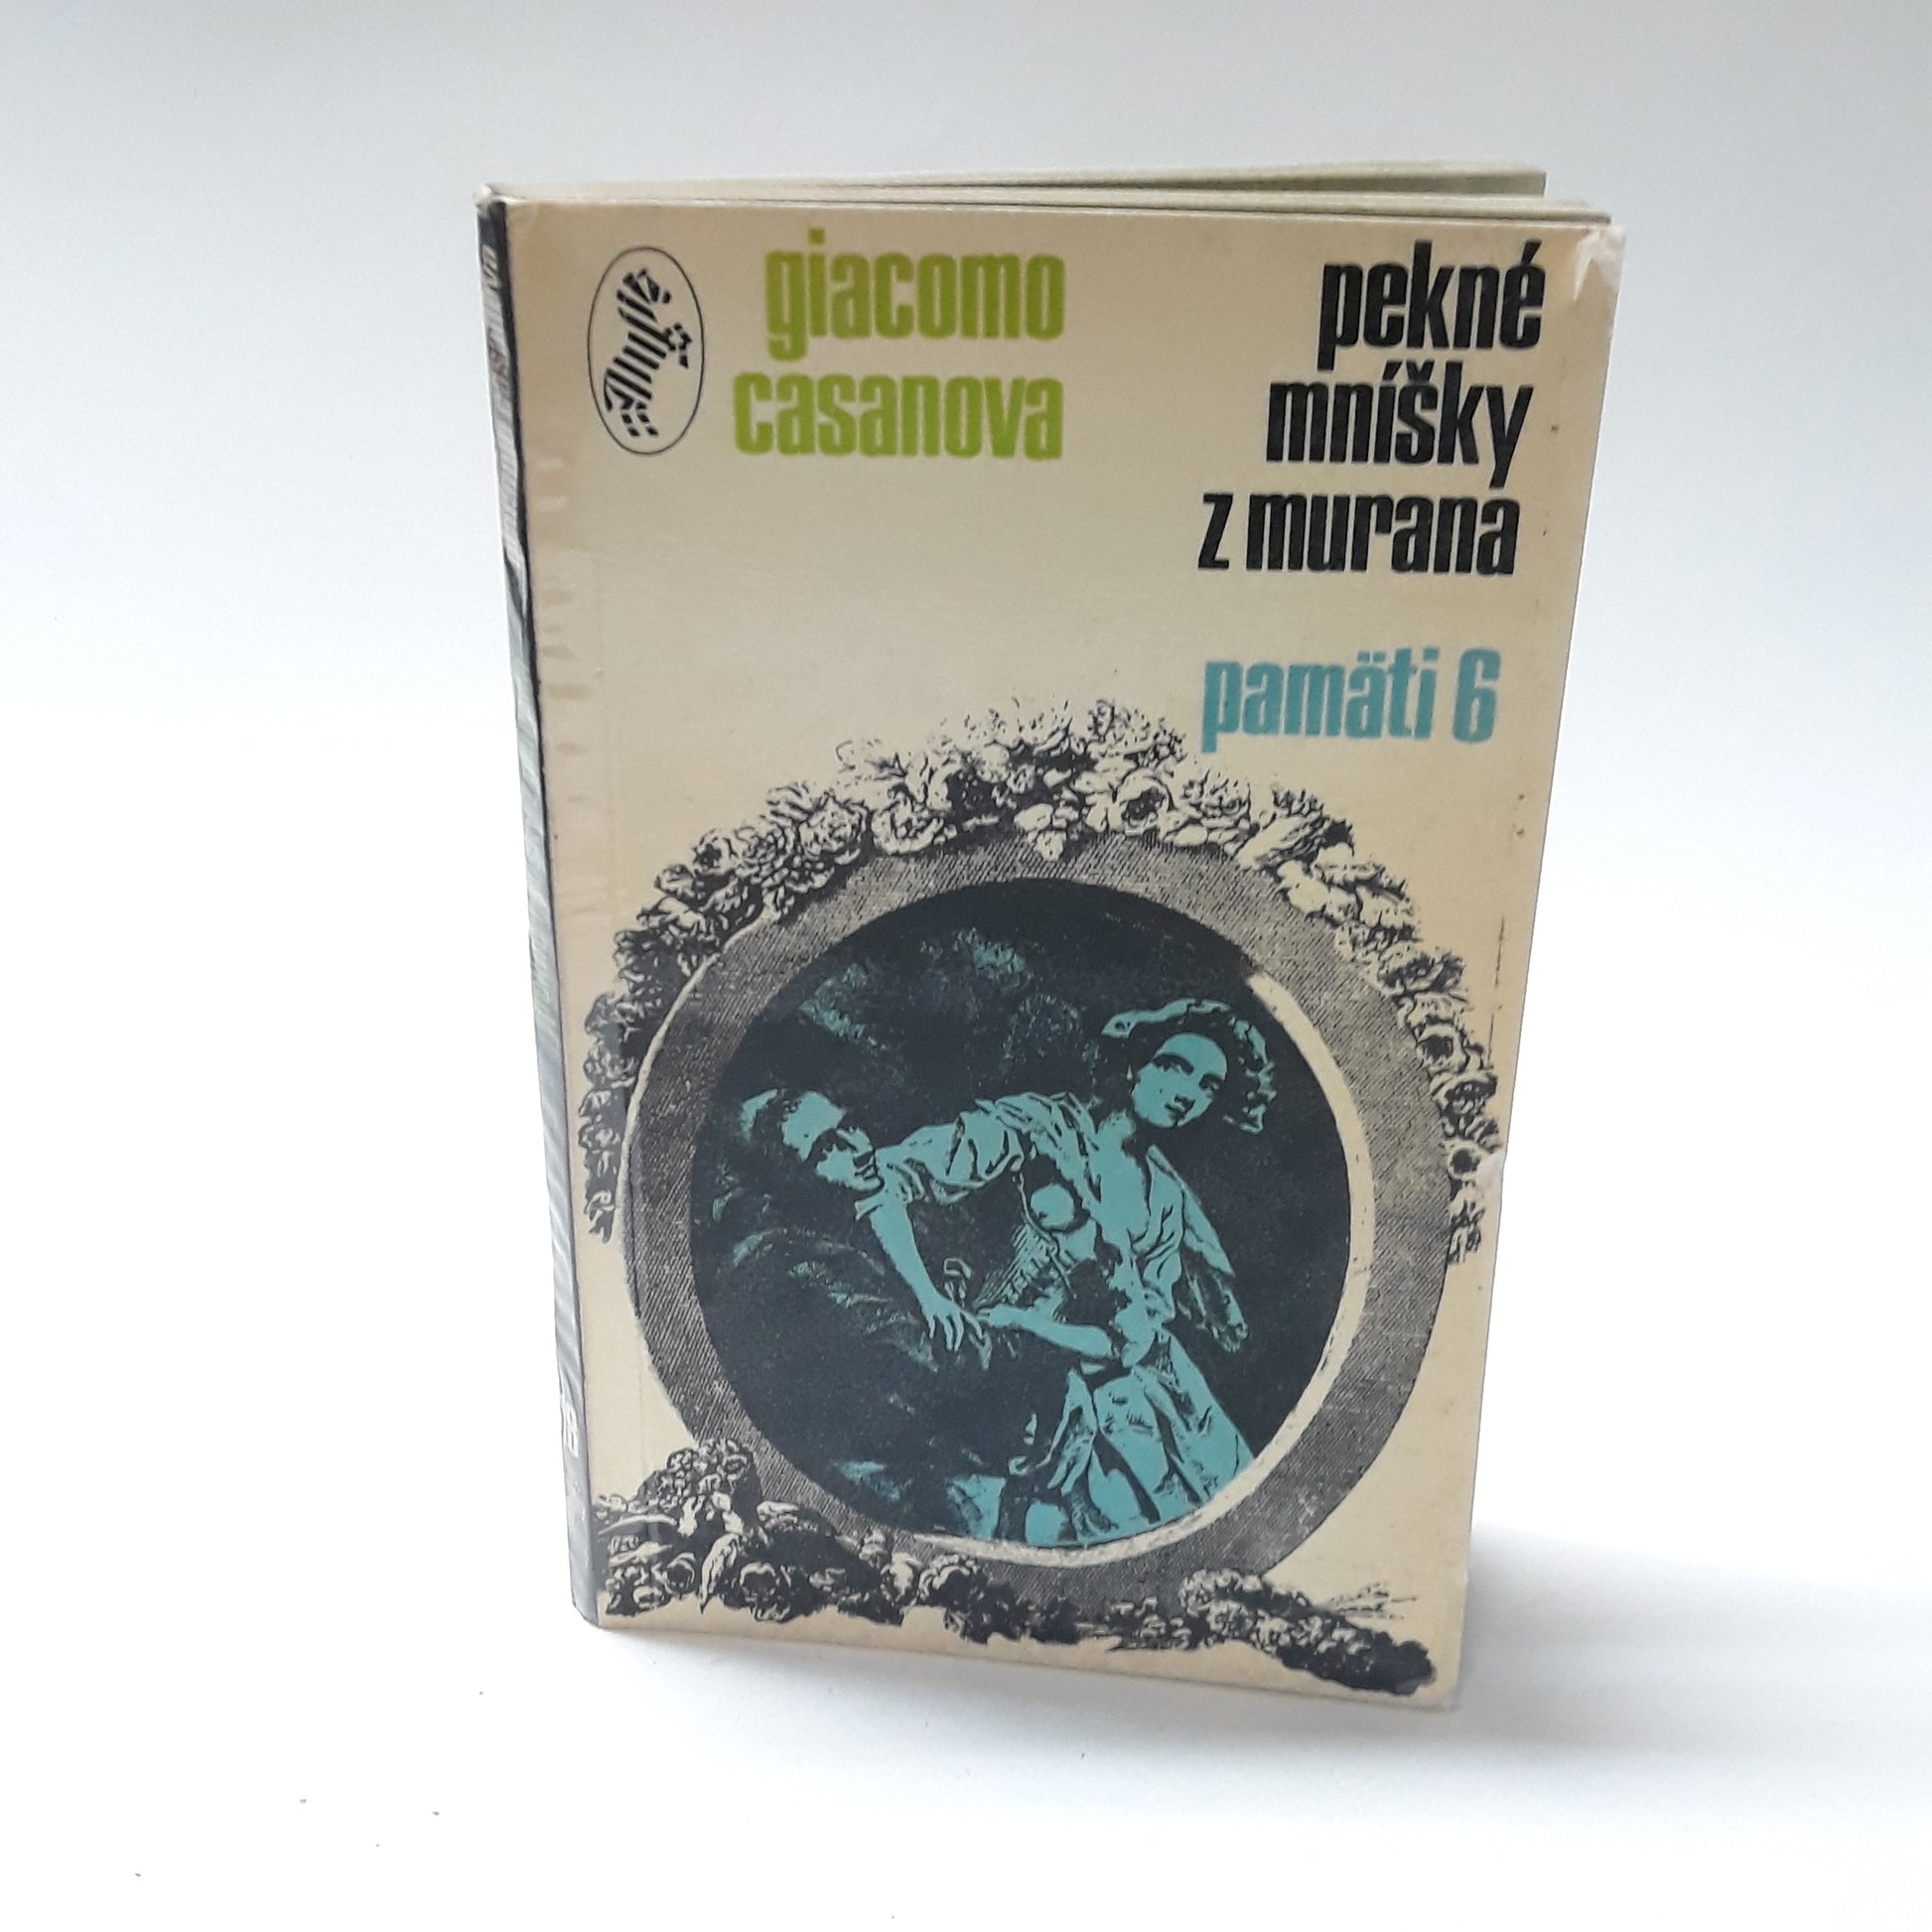 giacomo
casanova
pekné
mníšky
z murana
pamäti 6